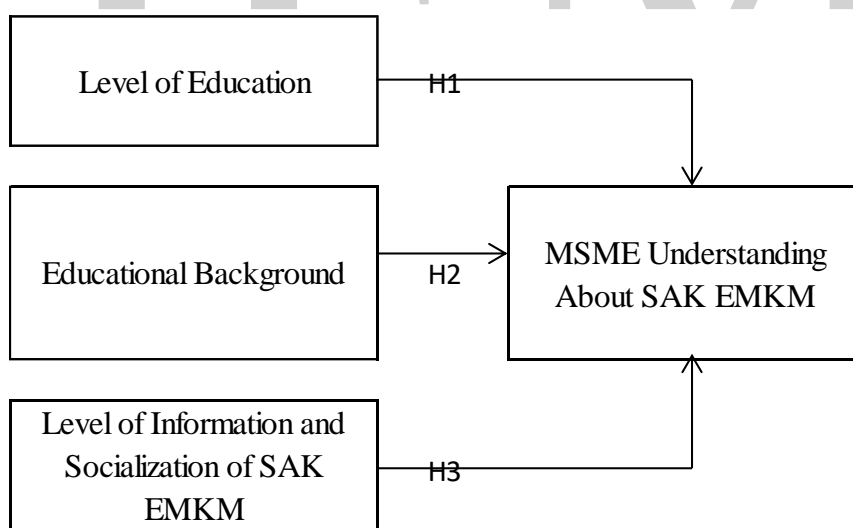 Level of Education
H1
Educational Background
H2
MSME Understanding
About SAK EMKM
Level of Information and
Socialization of SAK
EMKM
H3